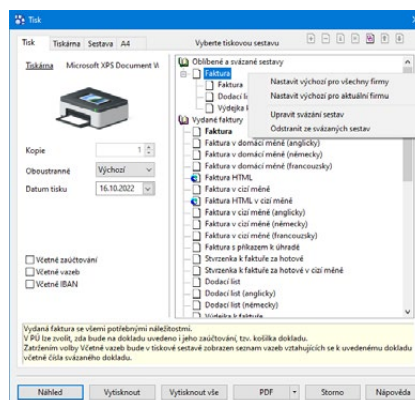 Tisk
Tisk Tiskárna Sestava A4
Vyberte tiskovou sestavu
Tiskárna Microsoft XPS Document
Kopie 1
Oboustranné Výchozí
Datum tisku 16.10.2022
Včetně zaúčtování
Včetně vazeb
Včetně IBAN
Oblíbené a svázané sestavy
Faktura
Faktura
Dodací
Výdejka
Nastavit výchozí pro všechny firmy
Nastavit výchozí pro aktuální firmu
Upravit svázání sestav
Odstranit ze svázaných sestav
Vydané faktury
Faktura
Faktura v domácí měně (anglicky)
Faktura v domácí měně (německy)
Faktura v domácí měně (francouzsky)
Faktura HTML
Faktura v cizí měně
Faktura HTML v cizí měně
Faktura v cizí měně (anglicky)
Faktura v cizí měně (německy)
Faktura v cizí měně (francouzsky)
Faktura s příkazem k úhradě
Stvrzenka k faktuře za hotové
Stvrzenka k faktuře za hotové v cizí měně
Dodací list
Dodací list (anglicky)
Dodací list (německy)
Výdejka k faktuře
Vydaná faktura se všemi potřebnými náležitostmi.
V PÚ lze zvolit, zda bude na dokladu uvedeno i jeho zaúčtování, tzv. košilka dokladu.
Zatržením volby Včetně vazeb bude v tiskové sestavě zobrazen seznam vazeb vztahujících se k uvedenému dokladu
včetně čísla svázaného dokladu.
Náhled Vytisknout Vytisknout vše PDF Storno Nápověda